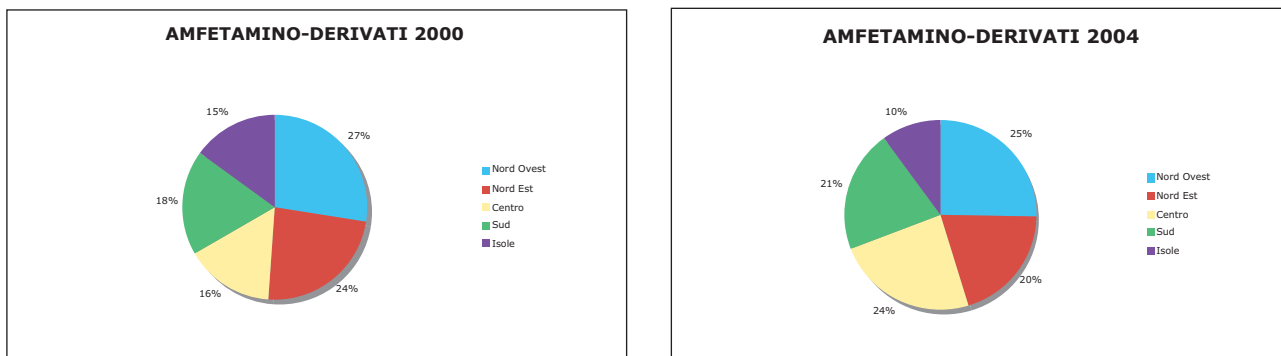 AMFETAMINO-DERIVATI 2000
15%
27%
18%
16%
24%
Nord Ovest
Nord Est
Centro
Sud
Isole
AMFETAMINO-DERIVATI 2004
10%
25%
21%
24%
20%
Nord Ovest
Nord Est
Centro
Sud
Isole